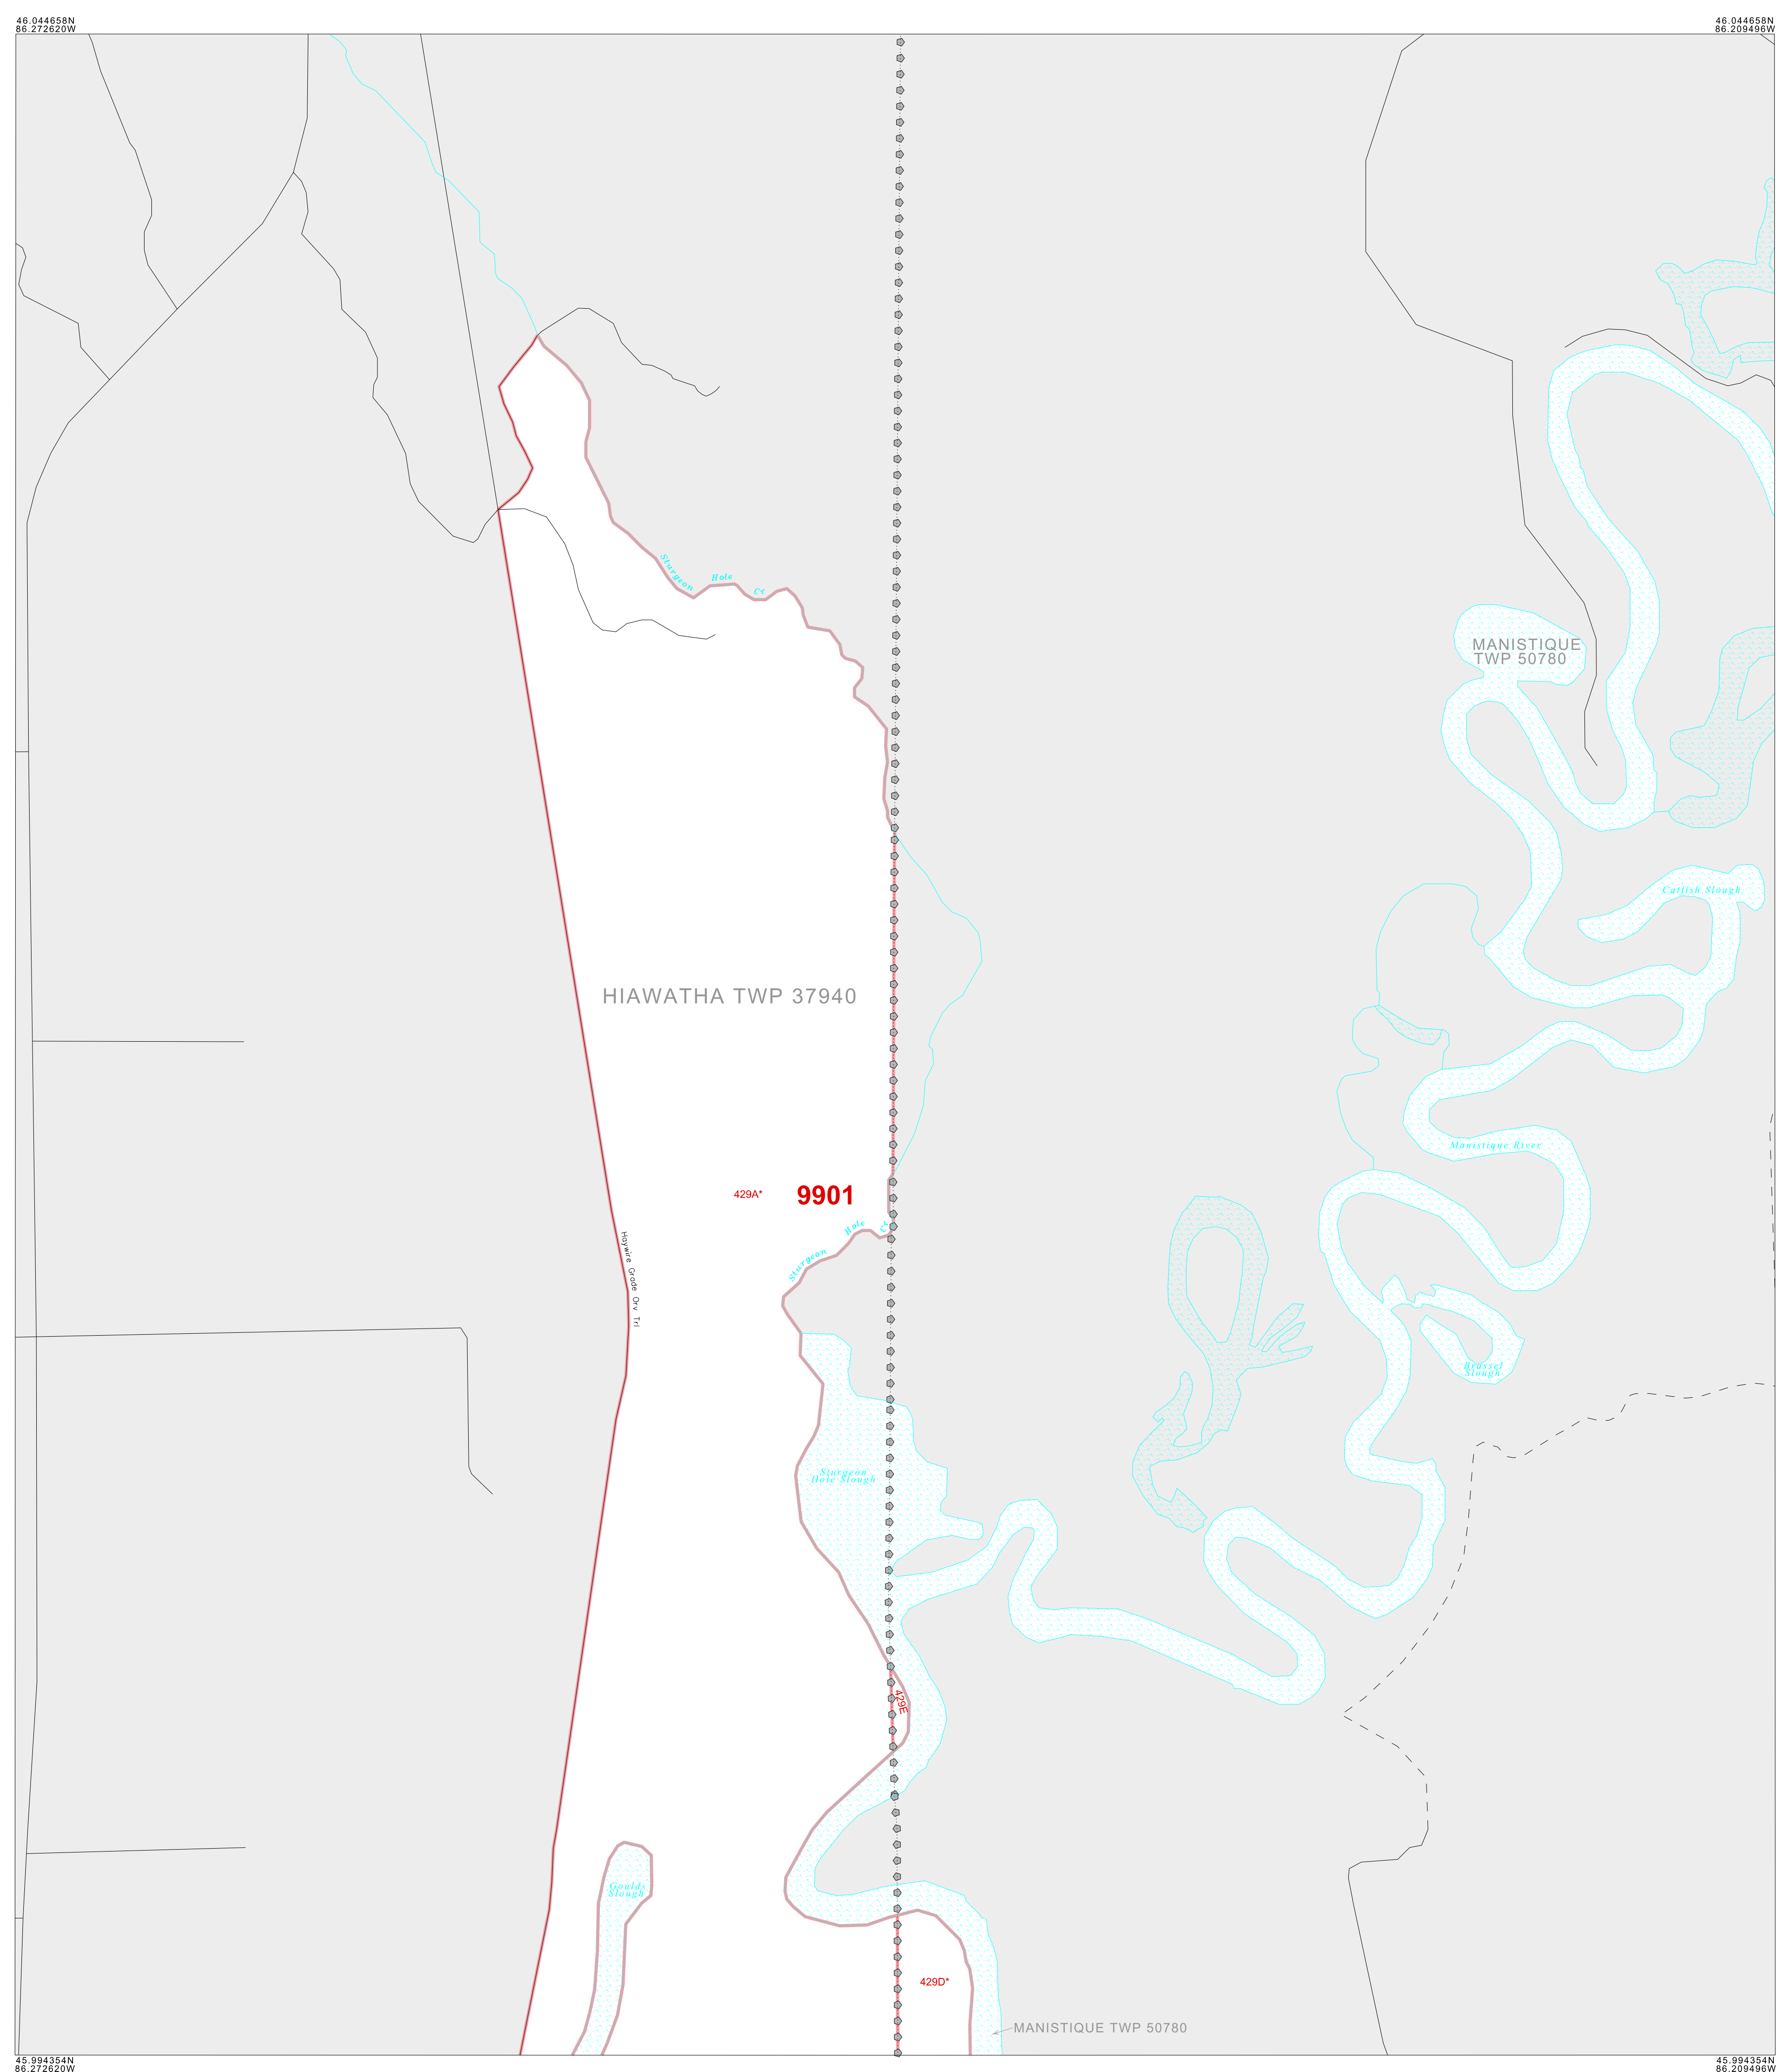 46.044658N
86.272620W
46.044658N
86.209496W
Sturgeon Hole Cr
MANISTIQUE
TWP 50780
Catfish Slough
HIAWATHA TWP 37940
Manistique River
429A*
9901
Sturgeon Hole Cr
Haywire Grade Orv Trl
Brassel
Slough
Sturgeon
Hole Slough
429E
Goulds
Slough
429D*
MANISTIQUE TWP 50780
45.994354N
86.272620W
45.994354N
86.209496W